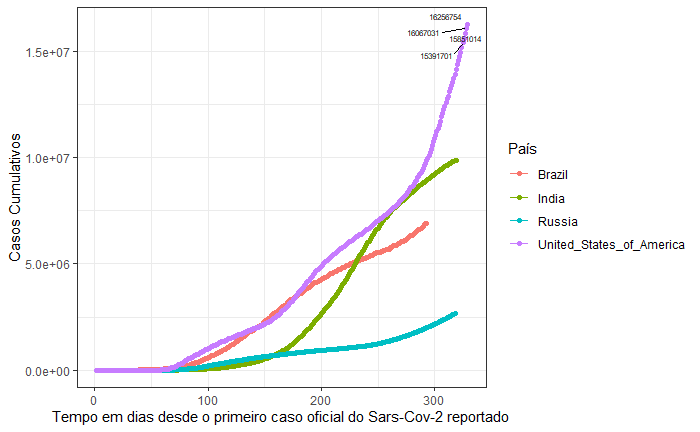 16256754
16067031
15851014
15391701
1.5e+07
1.0e+07
5.0e+06
0.0e+00
Casos Cumulativos
0
100
200
300
Tempo em dias desde o primeiro caso oficial do Sars-Cov-2 reportado
País
Brazil
India
Russia
United_States_of_America